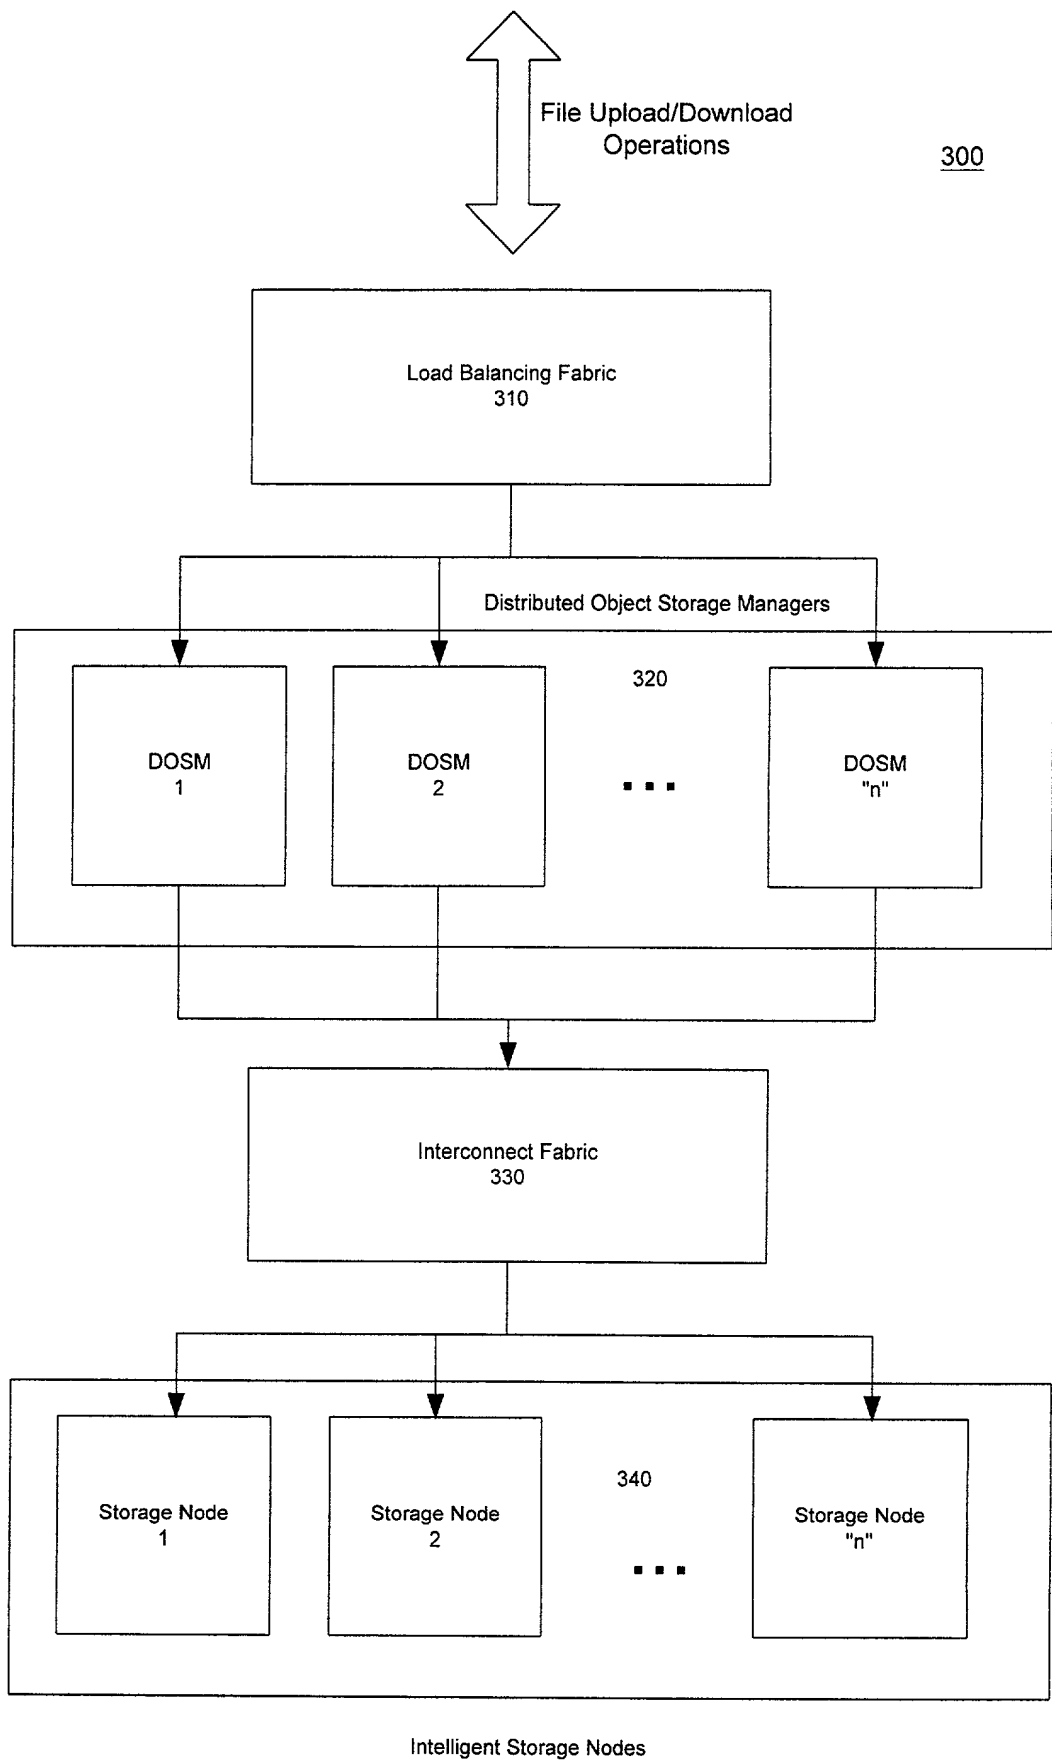 File Upload/Download
Operations
300
Load Balancing Fabric
310
Distributed Object Storage Managers
320
DOSM
1
DOSM
2
DOSM
"n"
Interconnect Fabric
330
340
Storage Node
1
Storage Node
2
Storage Node
"n"
Intelligent Storage Nodes